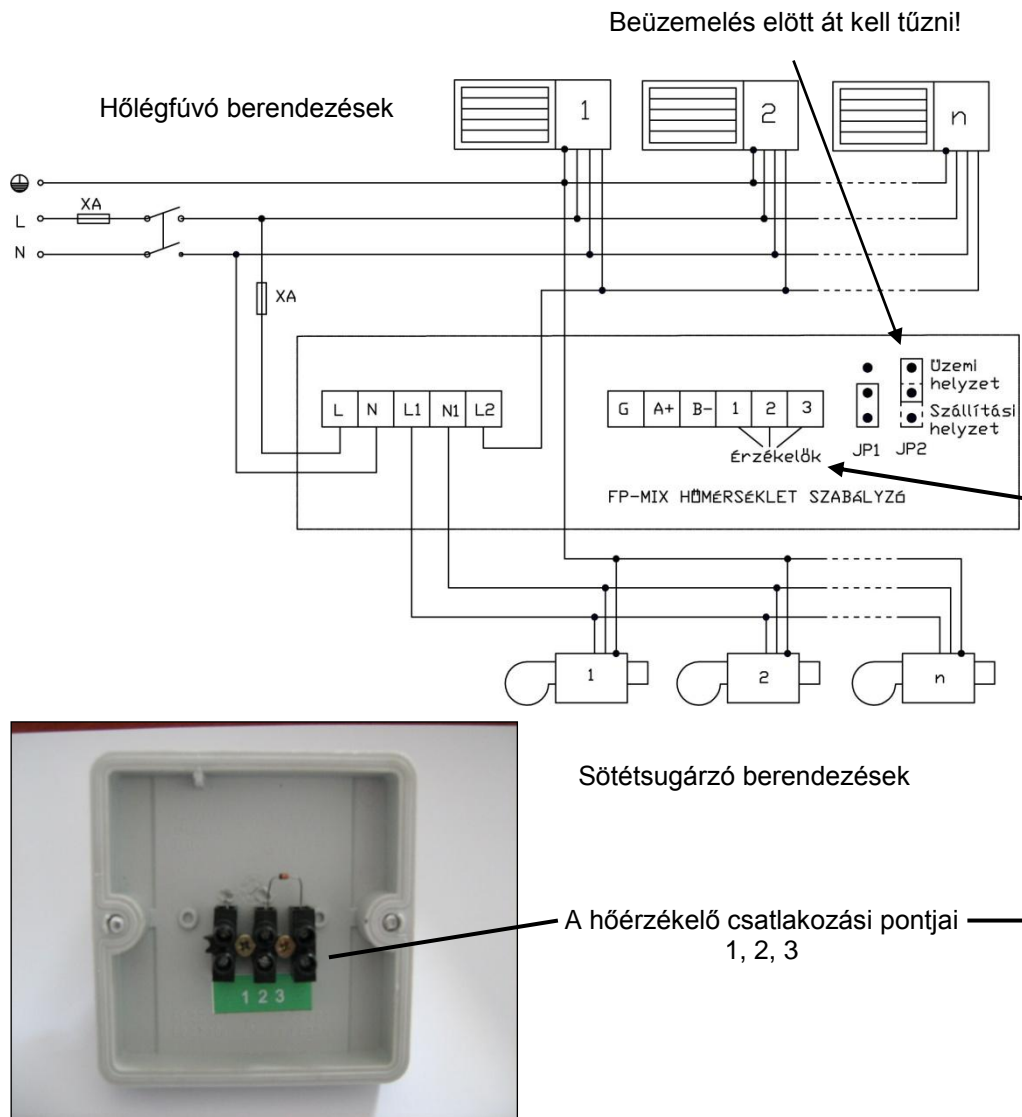 Beüzemelés elött át kell tűzni!
Hőlégfúvó berendezések
1
2
n
XA
L
N
XA
L N L1 N1 L2
G A+ B- 1 2 3
Érzékelők
JP1 JP2
Üzemi
helyzet
Szállítási
helyzet
FP-MIX HŐMÉRSÉKLET SZABÁLYZÓ
1
2
n
Sötétsugárzó berendezések
A hőérzékelő csatlakozási pontjai
1, 2, 3
1 2 3